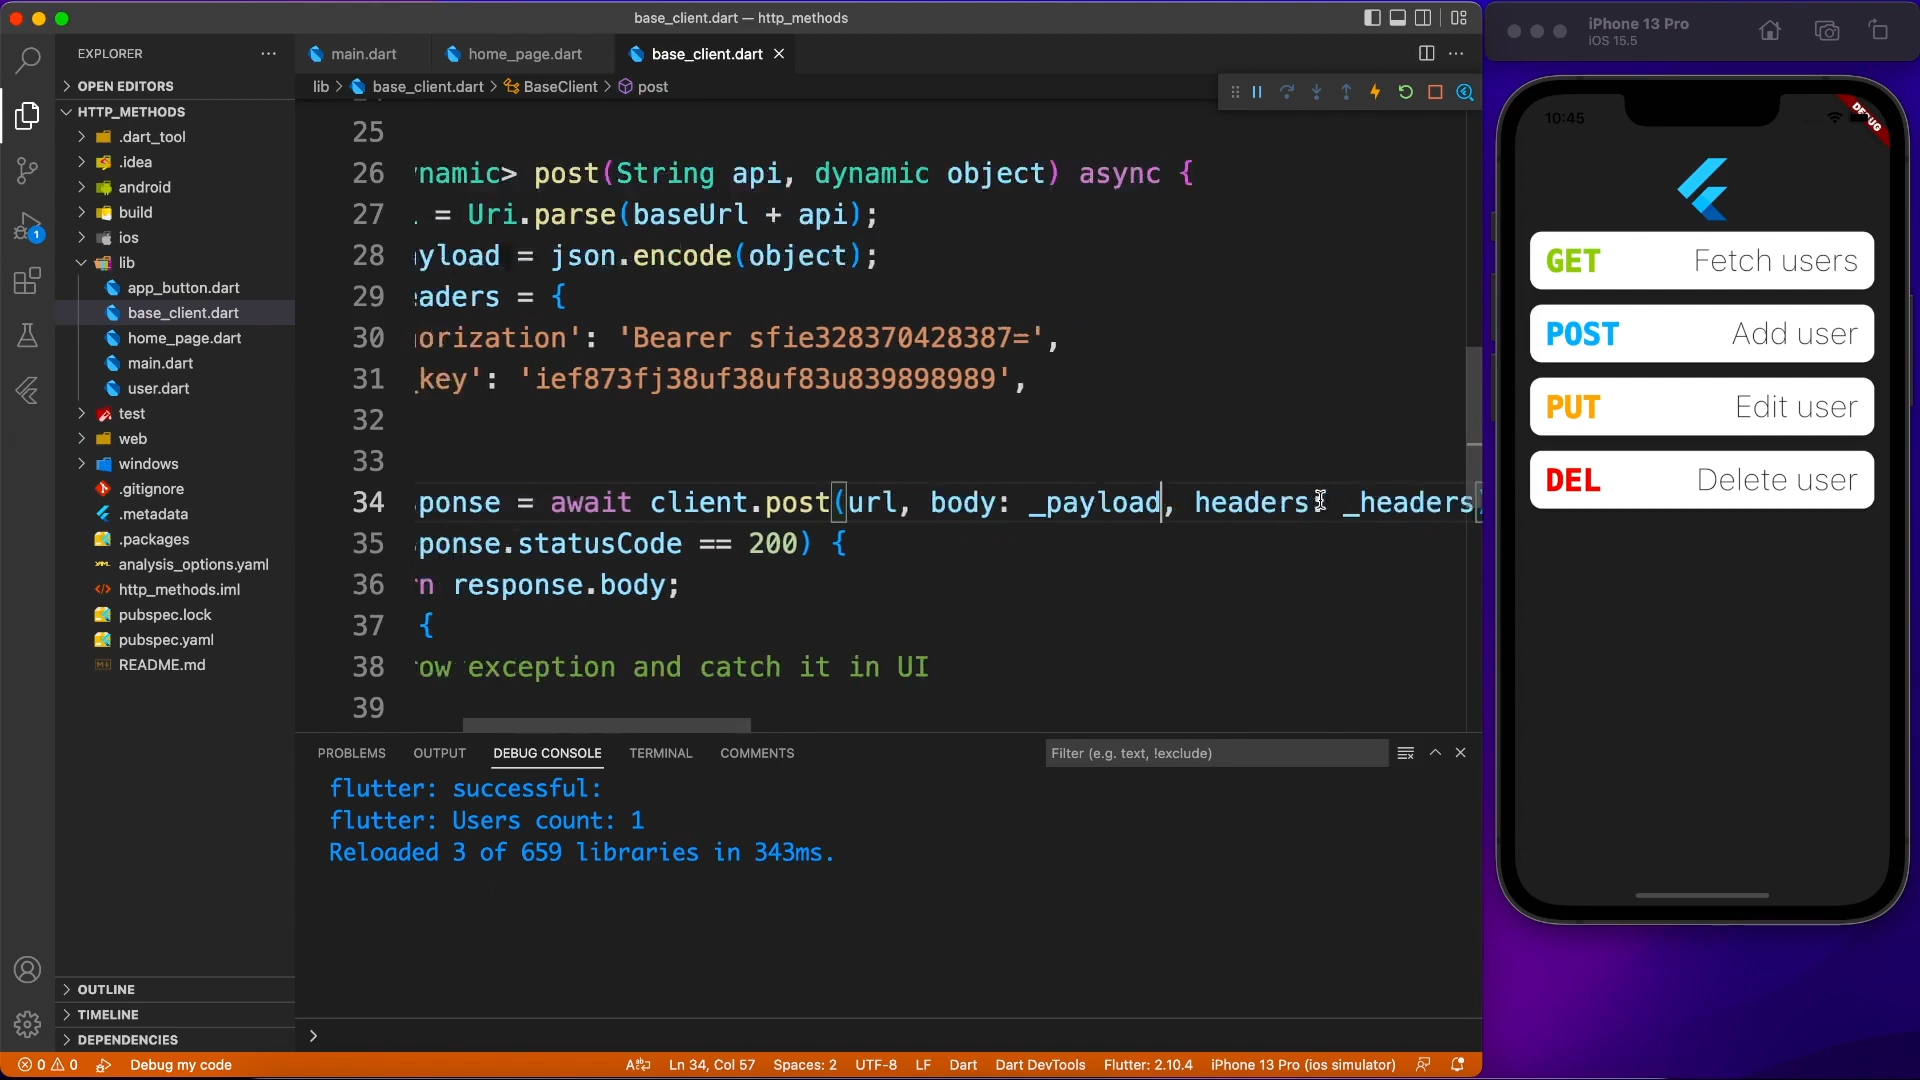 base_client.dart — http_methods
EXPLORER
OPEN EDITORS
HTTP_METHODS
.dart_tool
.idea
android
build
ios
lib
app_button.dart
base_client.dart
home_page.dart
main.dart
user.dart
test
web
windows
.gitignore
.metadata
.packages
analysis_options.yaml
http_methods.iml
pubspec.lock
pubspec.yaml
README.md
OUTLINE
TIMELINE
DEPENDENCIES
1
main.dart
home_page.dart
base_client.dart
lib > base_client.dart > BaseClient > post
25
26 namic> post(String api, dynamic object) async {
27 = Uri.parse(baseUrl + api);
28 yload = json.encode(object);
29 eaders = {
30 orization': 'Bearer sfie328370428387=',
31 _key': 'ief873fj38uf38uf83u839898989',
32
33
34 ponse = await client.post(url, body: _payload, headers: _headers)
35 ponse.statusCode == 200) {
36 n response.body;
37 {
38 ow exception and catch it in UI
39
PROBLEMS OUTPUT DEBUG CONSOLE TERMINAL COMMENTS
Filter (e.g. text, !exclude)
flutter: successful:
flutter: Users count: 1
Reloaded 3 of 659 libraries in 343ms.
0 0 Debug my code
Ln 34, Col 57 Spaces: 2 UTF-8 LF Dart Dart DevTools Flutter: 2.10.4 iPhone 13 Pro (ios simulator)
iPhone 13 Pro
iOS 15.5
10:45
DEBUG
GET Fetch users
POST Add user
PUT Edit user
DEL Delete user